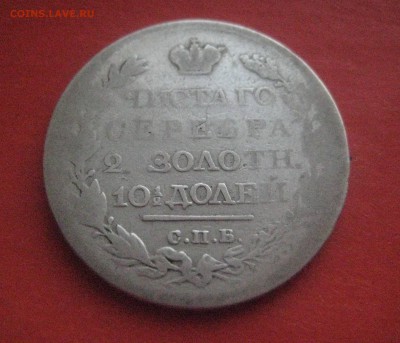 COINS.LAVE.RU
ЧИСТАГО
СЕРЕБРА
2 ЗОЛОТН.
10½ ДОЛЕЙ
С.П.Б.